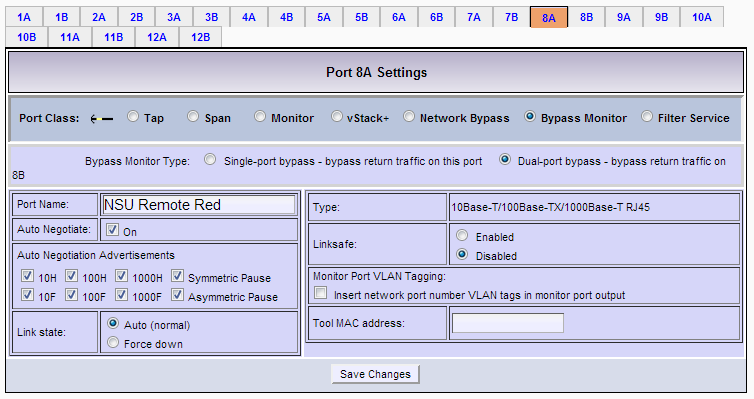 1A 1B 2A 2B 3A 3B 4A 4B 5A 5B 6A 6B 7A 7B 8A 8B 9A 9B 10A
10B 11A 11B 12A 12B
Port 8A Settings
Port Class: Tap Span Monitor vStack+ Network Bypass Bypass Monitor Filter Service
Bypass Monitor Type: Single-port bypass - bypass return traffic on this port Dual-port bypass - bypass return traffic on
8B
Port Name: NSU Remote Red
Auto Negotiate: On
Auto Negotiation Advertisements
10H 100H 1000H Symmetric Pause
10F 100F 1000F Asymmetric Pause
Link state: Auto (normal)
Force down
Type: 10Base-T/100Base-TX/1000Base-T RJ45
Linksafe: Enabled
Disabled
Monitor Port VLAN Tagging:
Insert network port number VLAN tags in monitor port output
Tool MAC address:
Save Changes